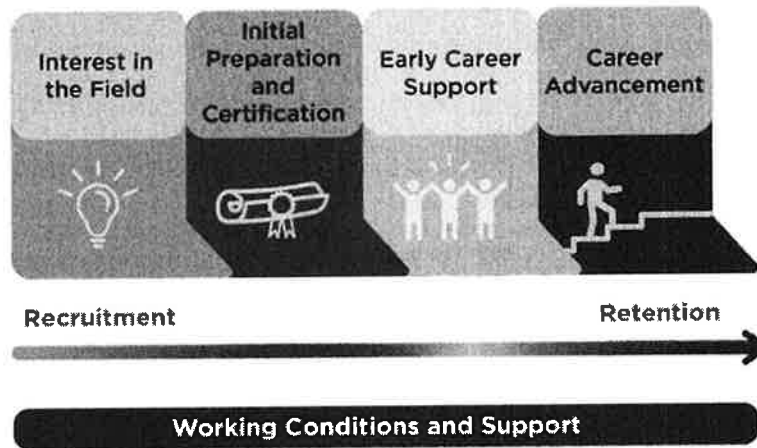 Interest in
the Field
Initial
Preparation
and
Certification
Early Career
Support
Career
Advancement
Recruitment
Retention
Working Conditions and Support